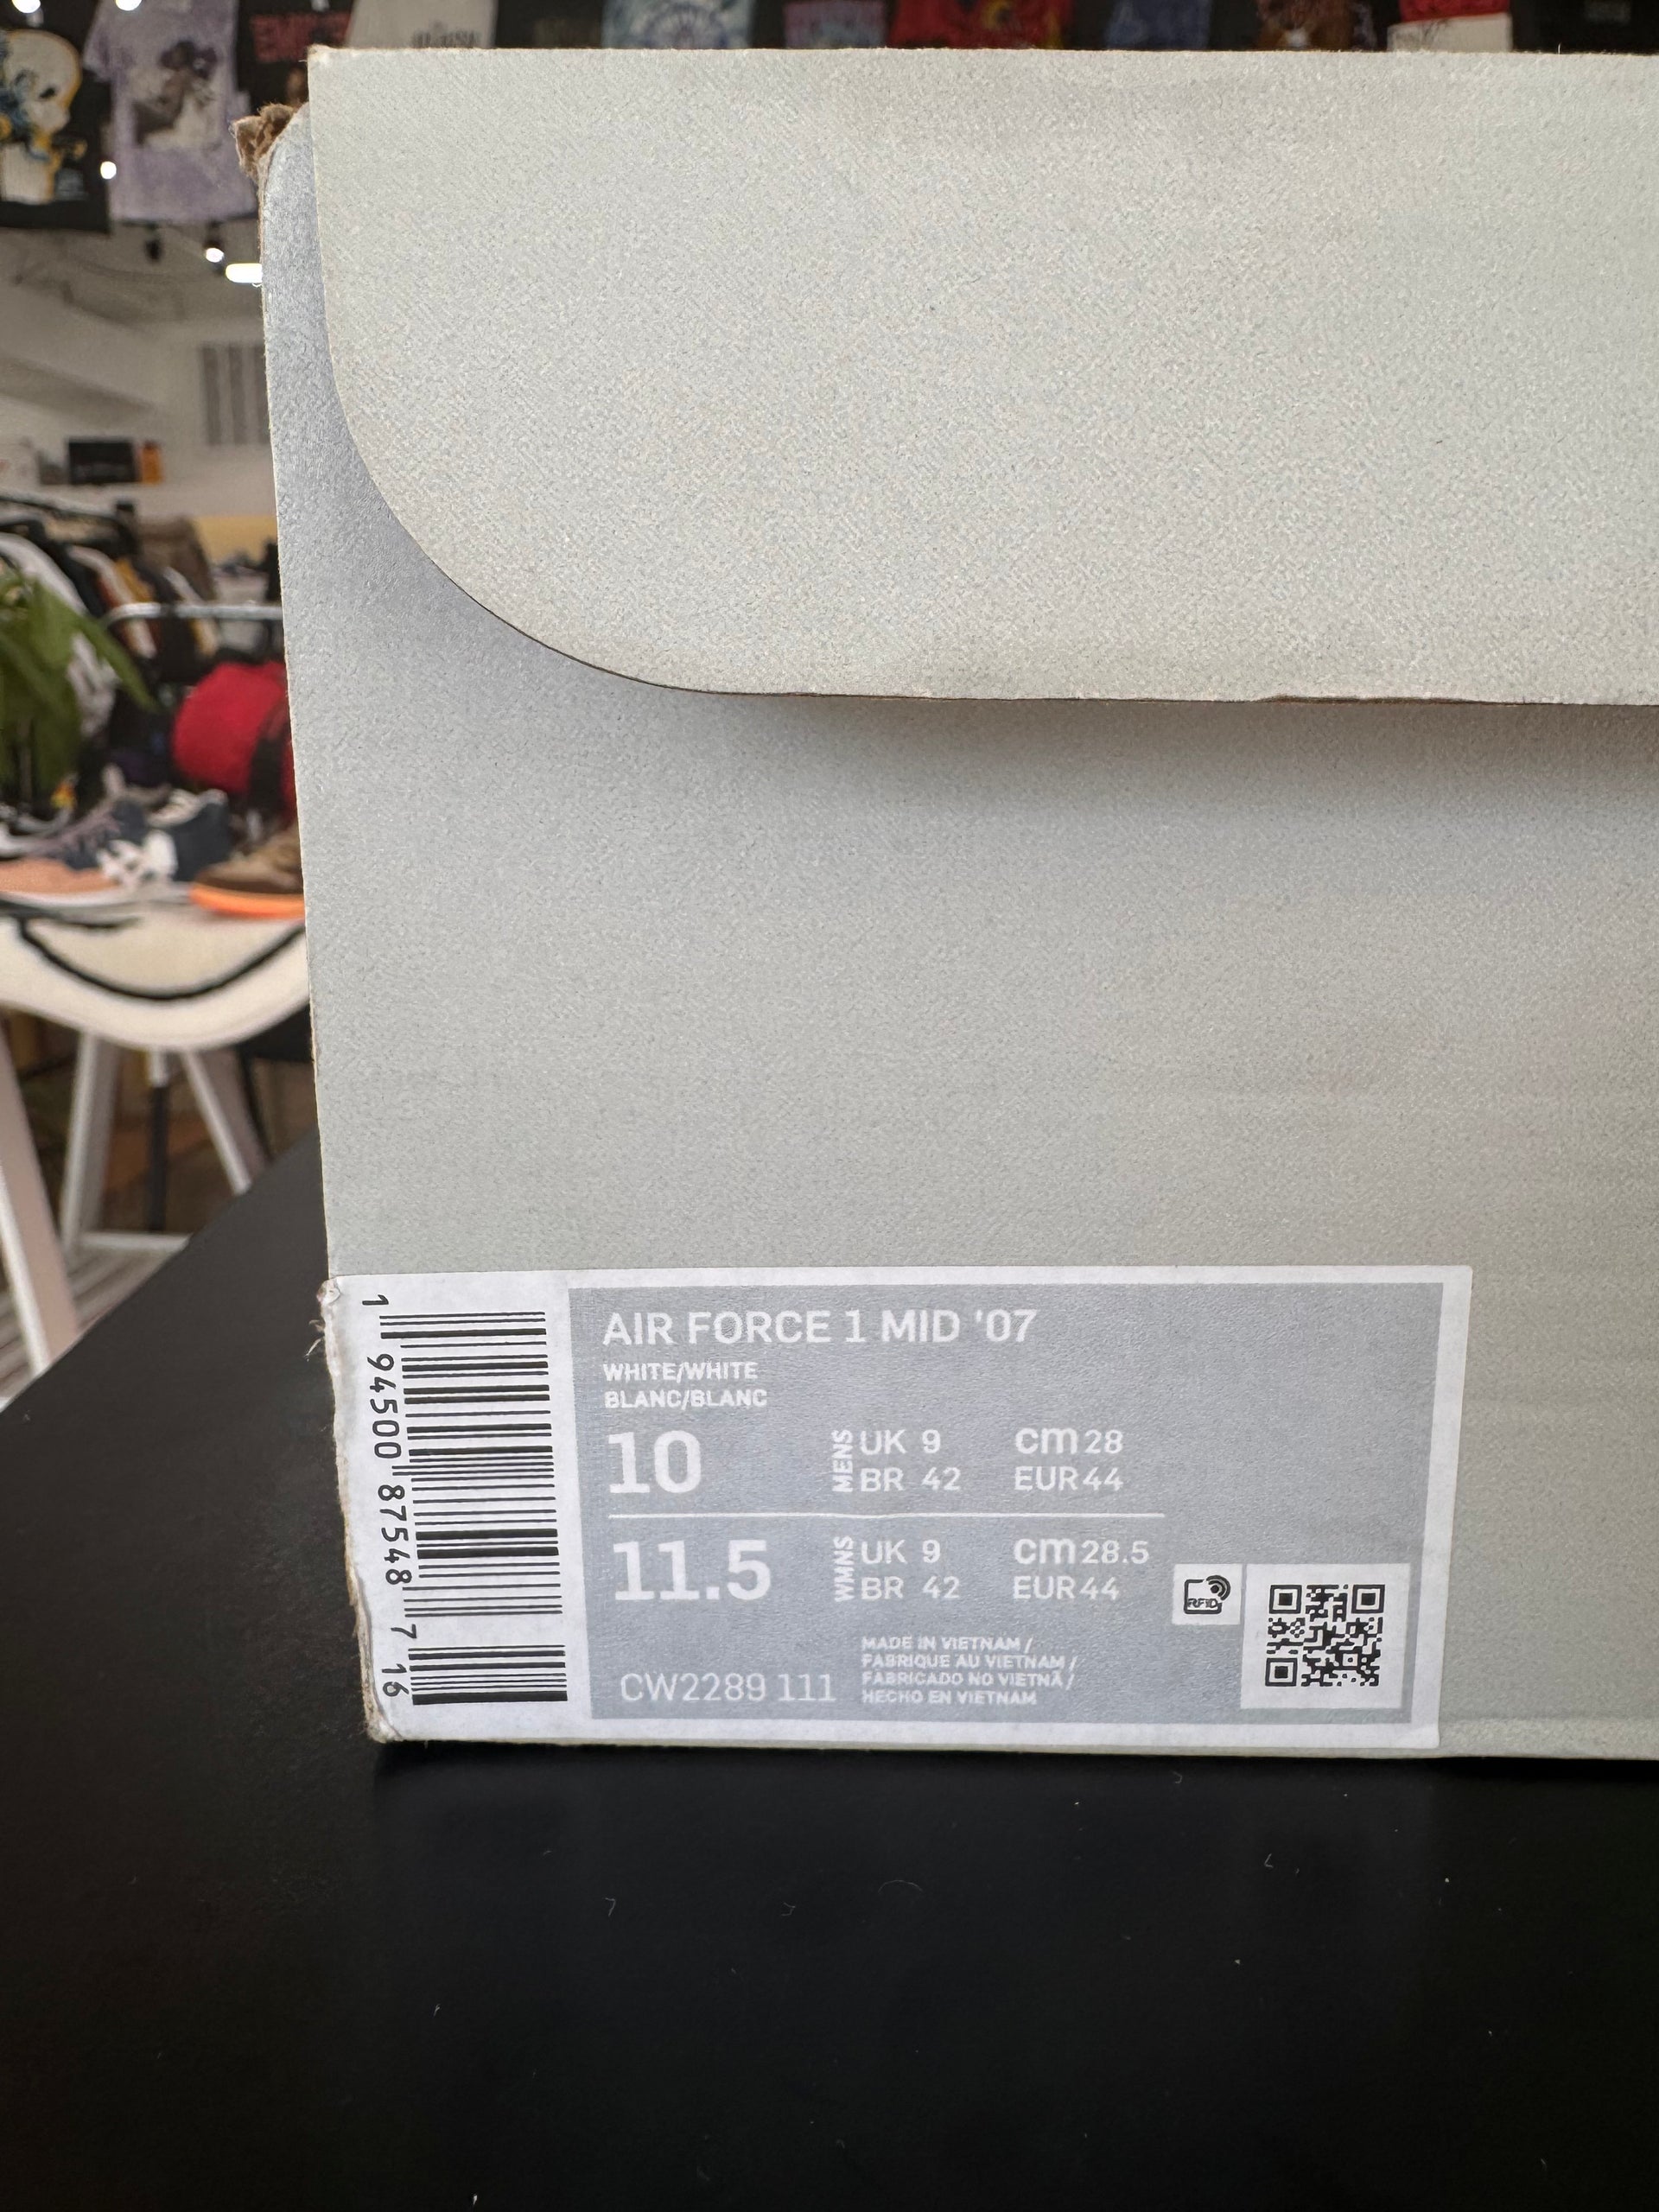 AIR FORCE 1 MID '07
WHITE/WHITE
BLANC/BLANC
10 MENS UK 9 cm 28
BR 42 EUR 44
11.5 WMNS UK 9 cm 28.5
BR 42 EUR 44
CW2289 111
MADE IN VIETNAM /
FABRIQUE AU VIETNAM /
FABRICADO NO VIETNÃ /
HECHO EN VIETNAM
RFID
1 94500 87548 7 16